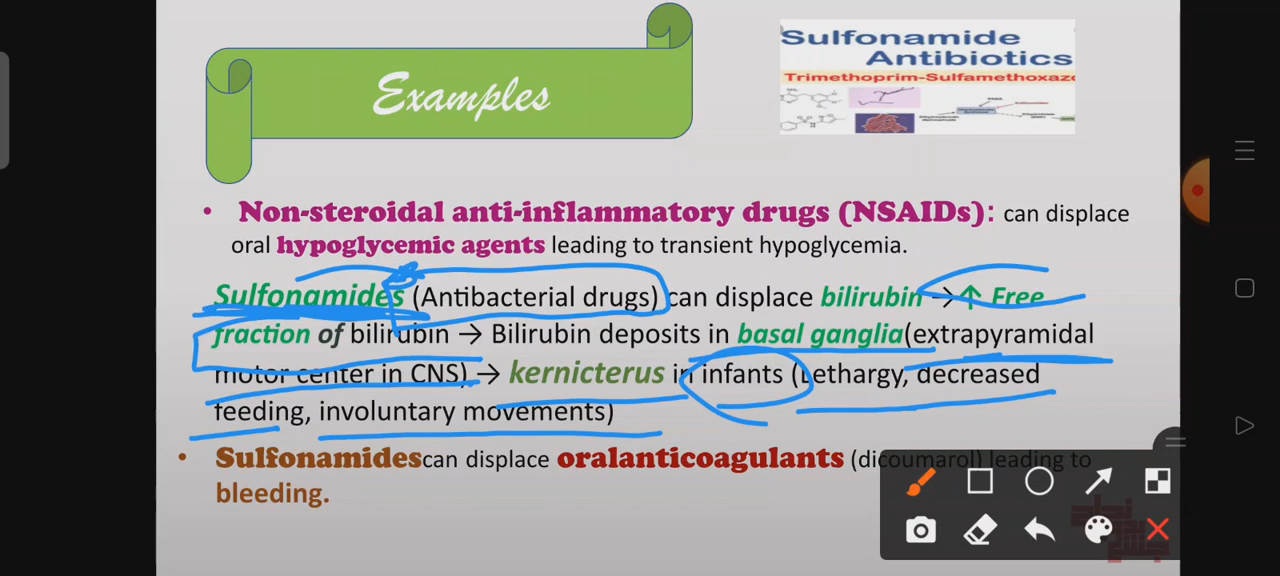 Examples
Sulfonamide
Antibiotics
Trimethoprim-Sulfamethoxazo
• Non-steroidal anti-inflammatory drugs (NSAIDs): can displace
oral hypoglycemic agents leading to transient hypoglycemia.
Sulfonamides (Antibacterial drugs) can displace bilirubin → ↑ Free
fraction of bilirubin → Bilirubin deposits in basal ganglia(extrapyramidal
motor center in CNS) → kernicterus in infants (Lethargy, decreased
feeding, involuntary movements)
• Sulfonamidescan displace oralanticoagulants (dicoumarol) leading to
bleeding.